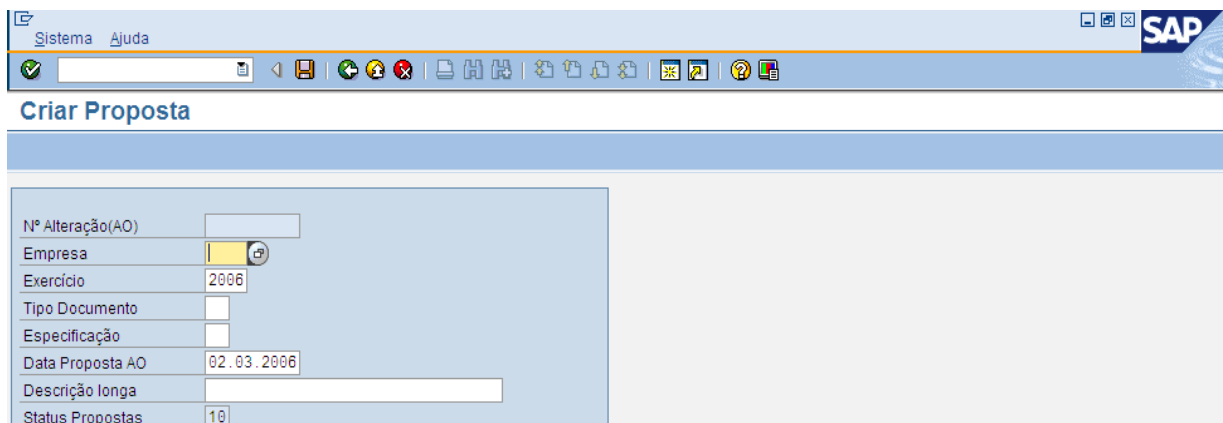 Sistema Ajuda
SAP
Criar Proposta
Nº Alteração(AO)
Empresa
Exercício 2006
Tipo Documento
Especificação
Data Proposta AO 02.03.2006
Descrição longa
Status Propostas 10